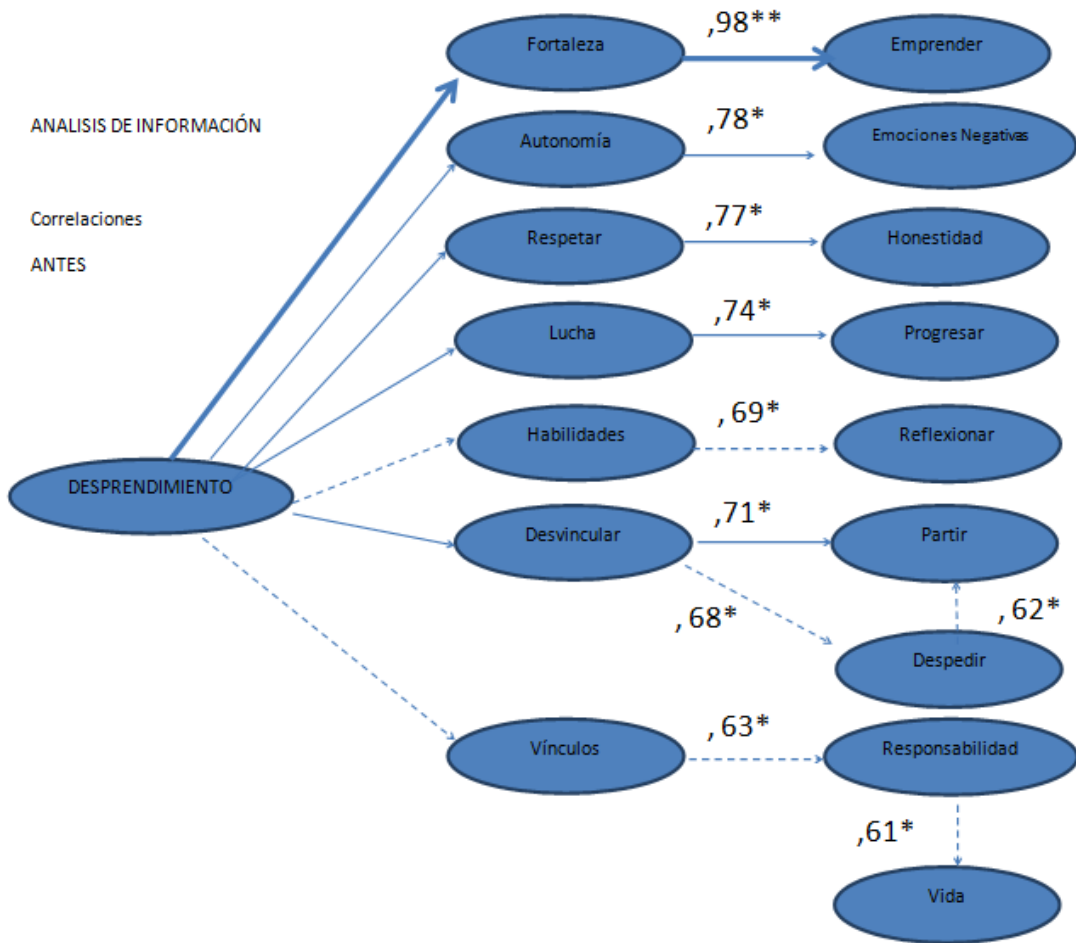 Fortaleza
,98**
Emprender
ANALISIS DE INFORMACIÓN
Autonomía
,78*
Emociones Negativas
Correlaciones
ANTES
Respetar
,77*
Honestidad
Lucha
,74*
Progresar
Habilidades
,69*
Reflexionar
DESPRENDIMIENTO
Desvincular
,71*
Partir
,68*
,62*
Despedir
Vínculos
,63*
Responsabilidad
,61*
Vida